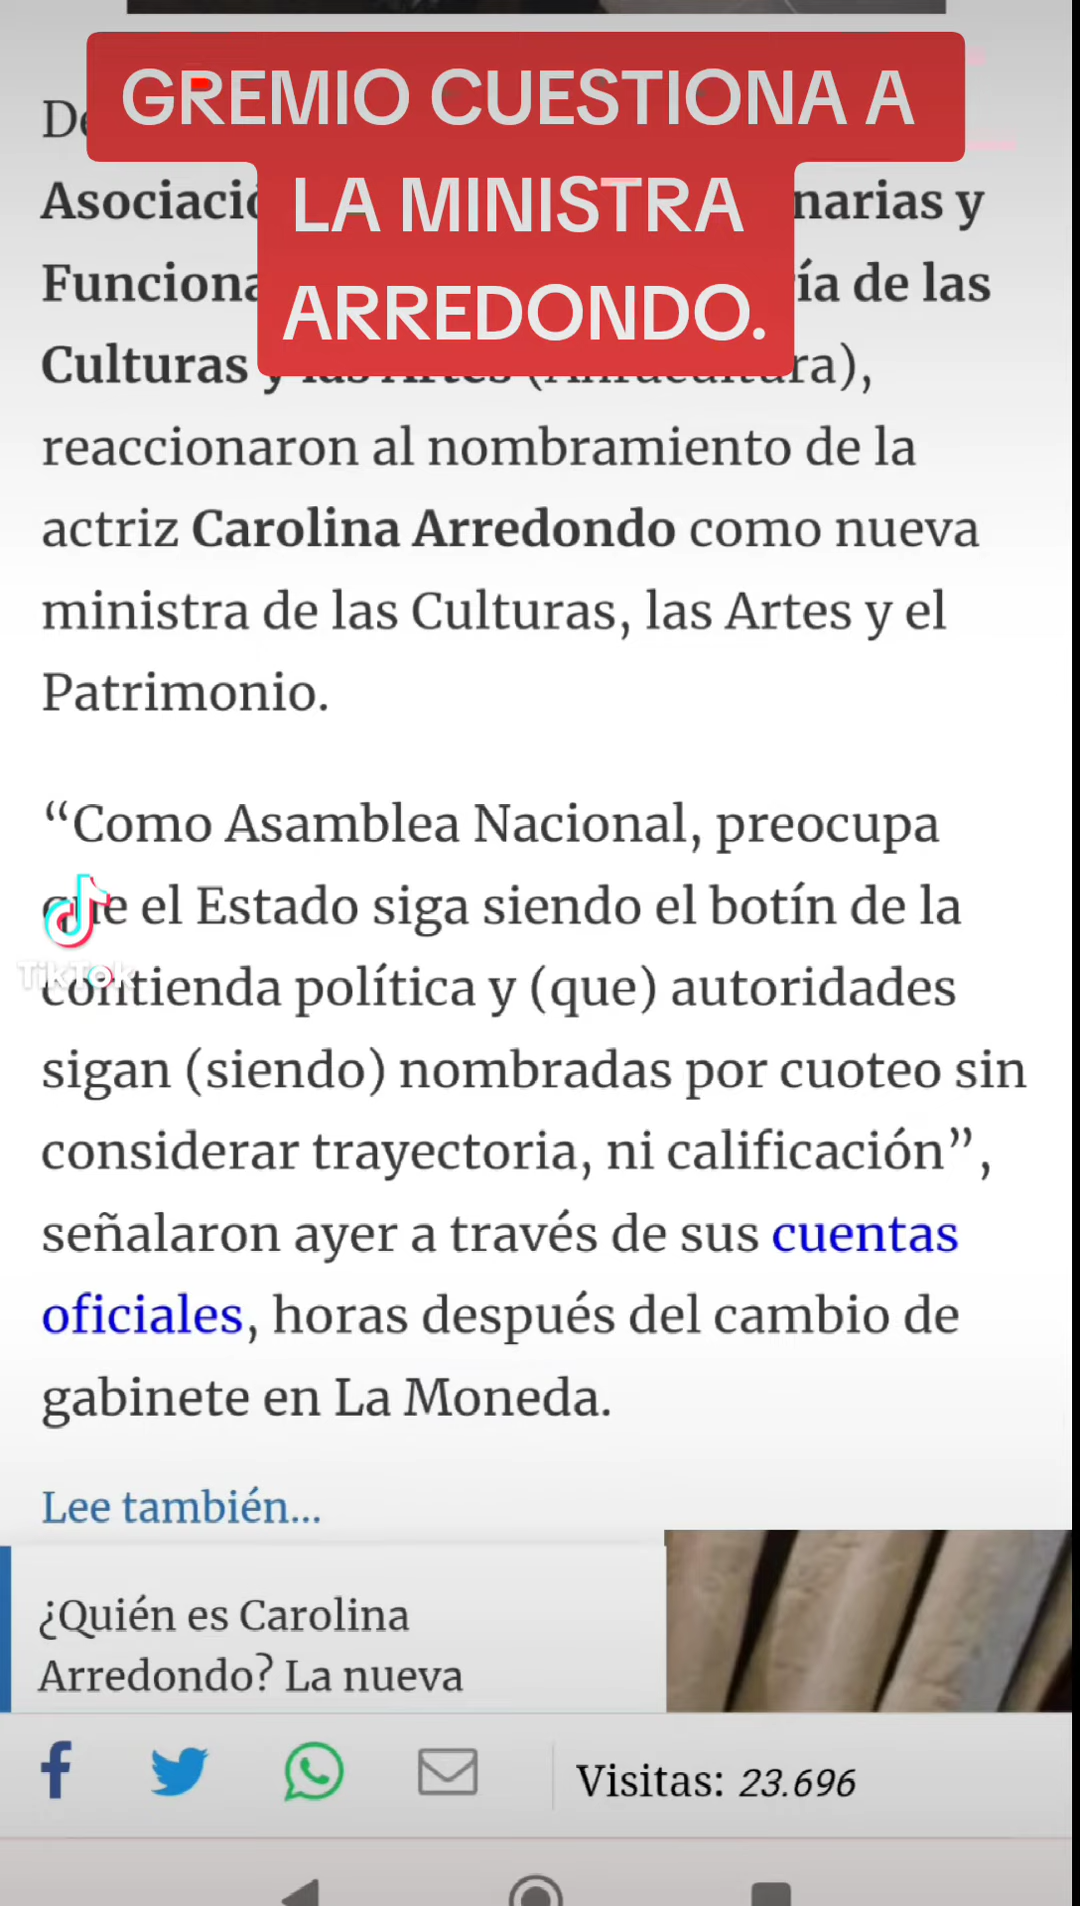 GREMIO CUESTIONA A
LA MINISTRA
ARREDONDO.
narias y
ía de las
Culturas y las Artes (Anfucultura),
reaccionaron al nombramiento de la
actriz Carolina Arredondo como nueva
ministra de las Culturas, las Artes y el
Patrimonio.
“Como Asamblea Nacional, preocupa
que el Estado siga siendo el botín de la
contienda política y (que) autoridades
sigan (siendo) nombradas por cuoteo sin
considerar trayectoria, ni calificación”,
señalaron ayer a través de sus cuentas
oficiales, horas después del cambio de
gabinete en La Moneda.
Lee también...
¿Quién es Carolina
Arredondo? La nueva
Visitas: 23.696
TikTok